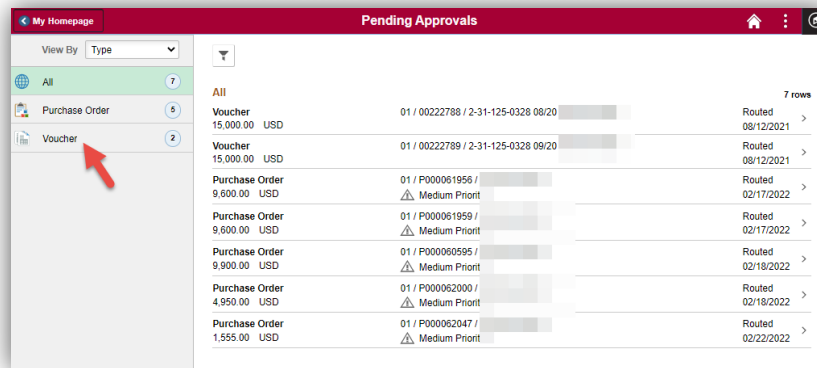 My Homepage
Pending Approvals
View By Type
All 7
Purchase Order 5
Voucher 2
All
7 rows
Voucher 01 / 00222788 / 2-31-125-0328 08/20 Routed
15,000.00 USD 08/12/2021
Voucher 01 / 00222789 / 2-31-125-0328 09/20 Routed
15,000.00 USD 08/12/2021
Purchase Order 01 / P000061956 / Routed
9,600.00 USD Medium Priorit 02/17/2022
Purchase Order 01 / P000061959 / Routed
9,600.00 USD Medium Priorit 02/17/2022
Purchase Order 01 / P000060595 / Routed
9,900.00 USD Medium Priorit 02/18/2022
Purchase Order 01 / P000062000 / Routed
4,950.00 USD Medium Priorit 02/18/2022
Purchase Order 01 / P000062047 / Routed
1,555.00 USD Medium Priorit 02/22/2022